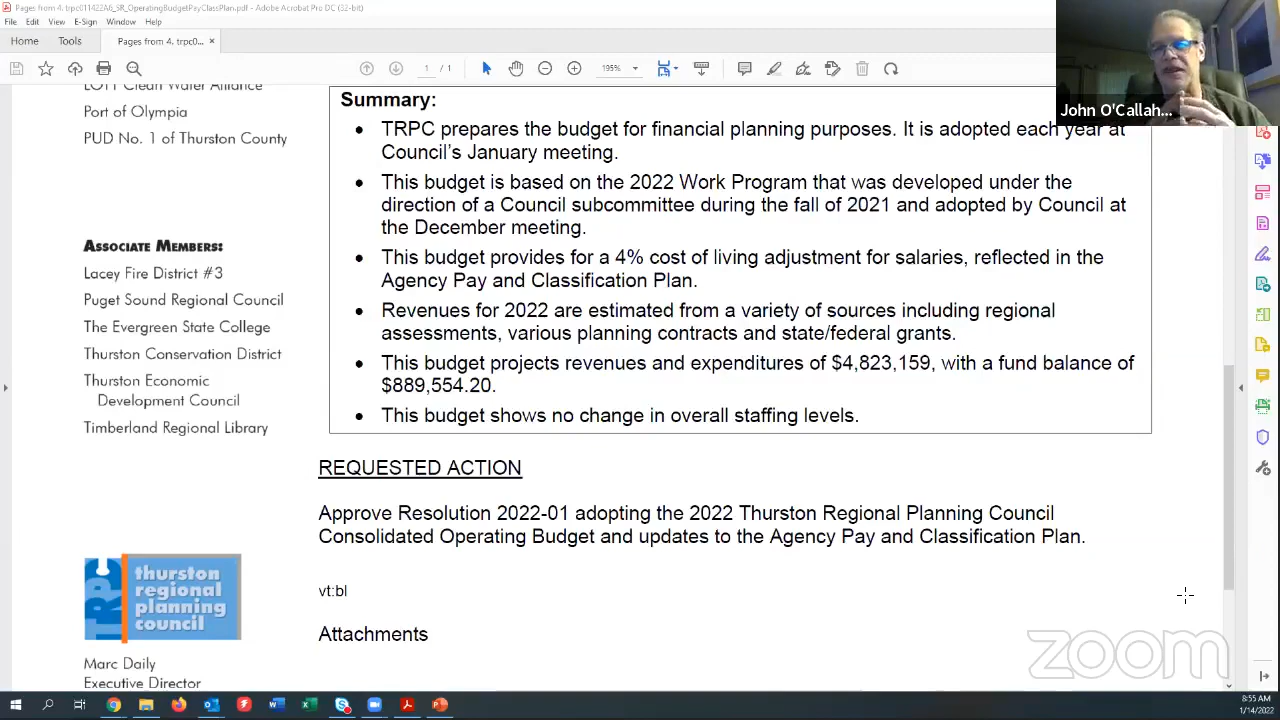 Pages from 4. trpc011422A6_SR_OperatingBudgetPayClassPlan.pdf - Adobe Acrobat Pro DC (32-bit)
File Edit View E-Sign Window Help
Home Tools Pages from 4. trpc0... ×
1 / 1 195%
John O'Callah...
LOTT Clean Water Alliance
Port of Olympia
PUD No. 1 of Thurston County
ASSOCIATE MEMBERS:
Lacey Fire District #3
Puget Sound Regional Council
The Evergreen State College
Thurston Conservation District
Thurston Economic
Development Council
Timberland Regional Library
thurston
regional
planning
council
TRPC
Marc Daily
Executive Director
Summary:
• TRPC prepares the budget for financial planning purposes. It is adopted each year at
Council's January meeting.
• This budget is based on the 2022 Work Program that was developed under the
direction of a Council subcommittee during the fall of 2021 and adopted by Council at
the December meeting.
• This budget provides for a 4% cost of living adjustment for salaries, reflected in the
Agency Pay and Classification Plan.
• Revenues for 2022 are estimated from a variety of sources including regional
assessments, various planning contracts and state/federal grants.
• This budget projects revenues and expenditures of $4,823,159, with a fund balance of
$889,554.20.
• This budget shows no change in overall staffing levels.
REQUESTED ACTION
Approve Resolution 2022-01 adopting the 2022 Thurston Regional Planning Council
Consolidated Operating Budget and updates to the Agency Pay and Classification Plan.
vt:bl
Attachments
zoom
8:55 AM
1/14/2022